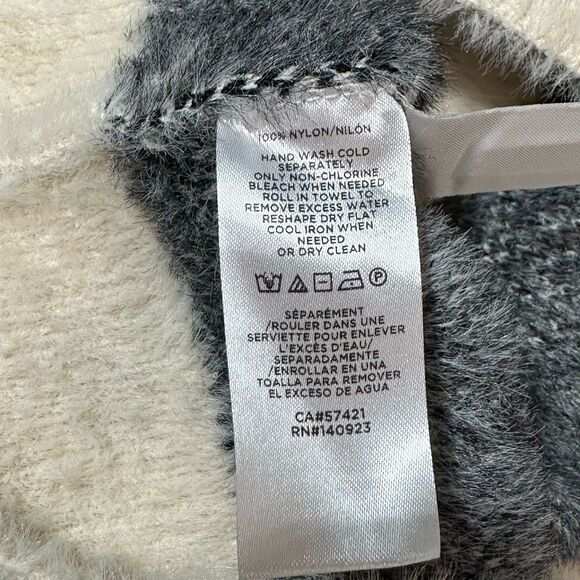 100% NYLON/NILÓN
HAND WASH COLD
SEPARATELY
ONLY NON-CHLORINE
BLEACH WHEN NEEDED
ROLL IN TOWEL TO
REMOVE EXCESS WATER
RESHAPE DRY FLAT
COOL IRON WHEN
NEEDED
OR DRY CLEAN
P
SÉPARÉMENT
/ROULER DANS UNE
SERVIETTE POUR ENLEVER
L'EXCÈS D'EAU/
SEPARADAMENTE
/ENROLLAR EN UNA
TOALLA PARA REMOVER
EL EXCESO DE AGUA
CA#57421
RN#140923